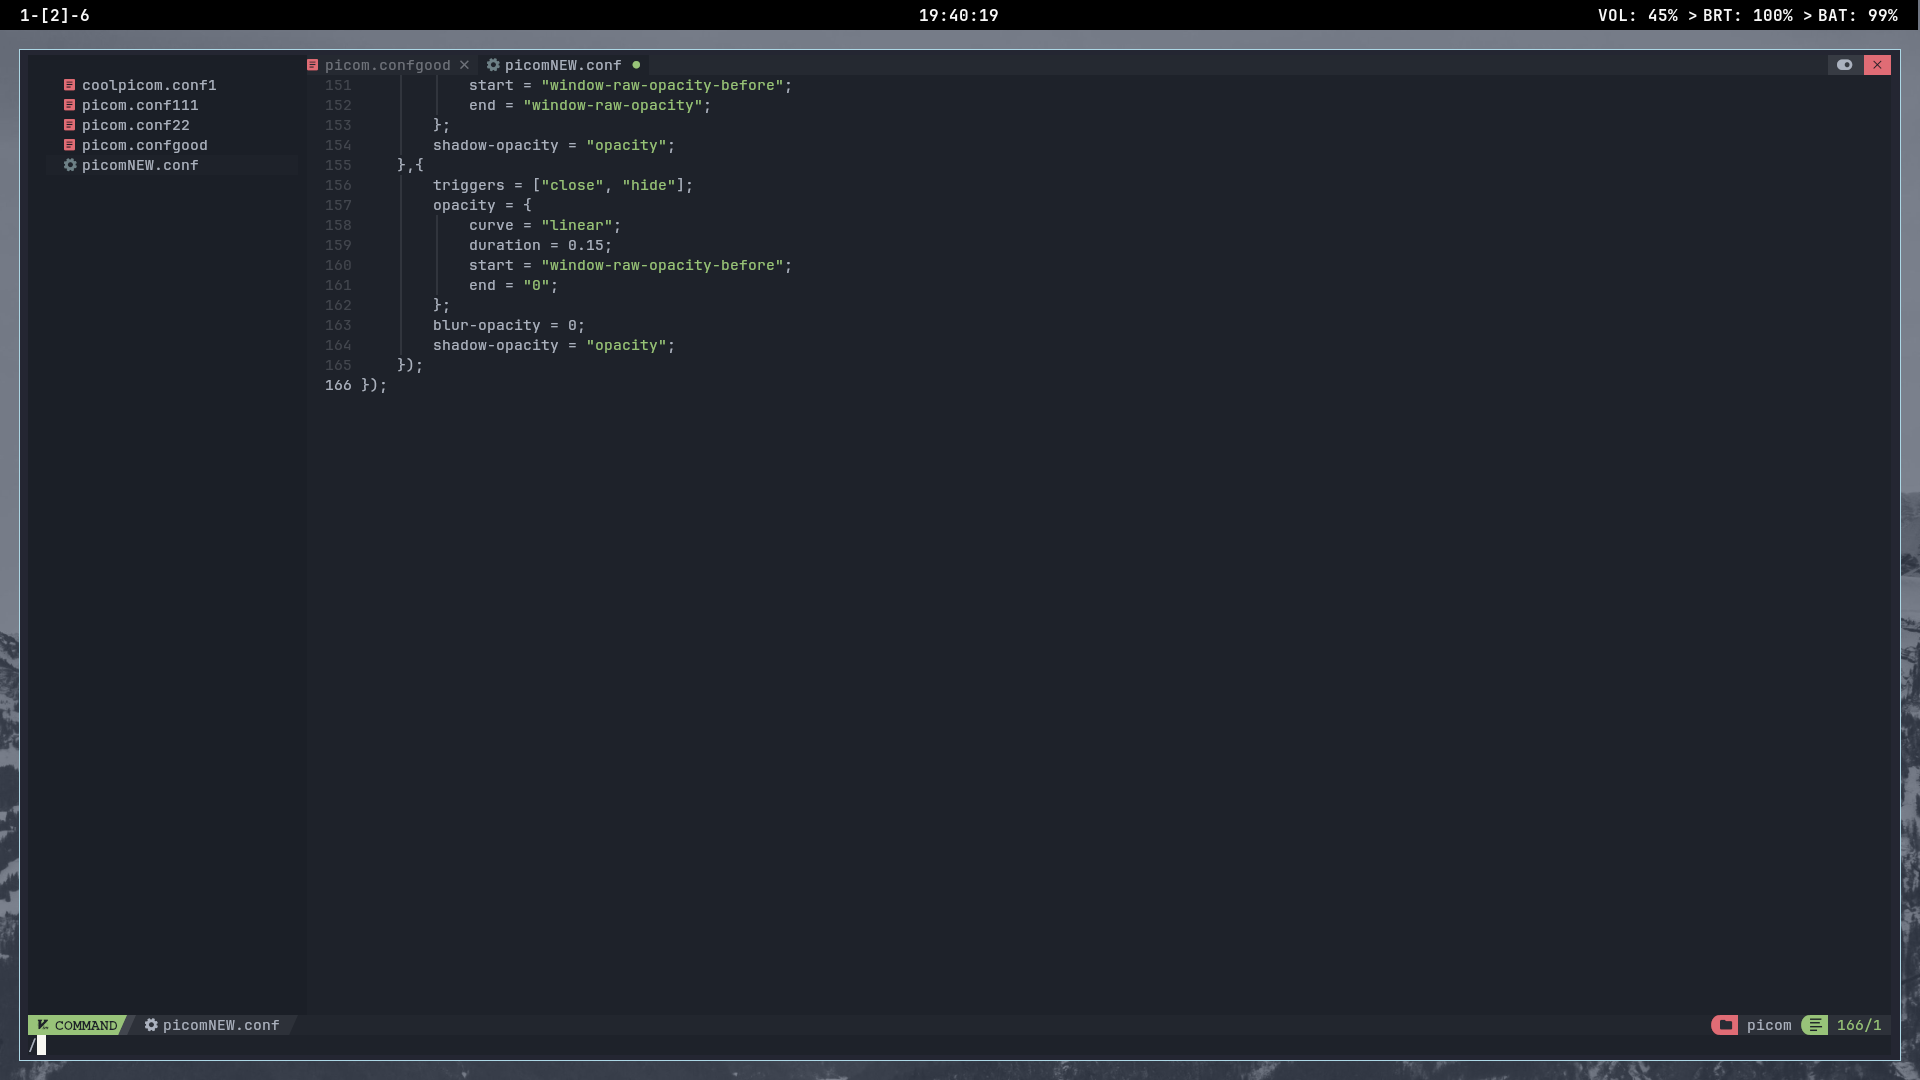 1-[2]-6
19:40:19
VOL: 45% > BRT: 100% > BAT: 99%
picom.confgood
picomNEW.conf
coolpicom.conf1
picom.conf111
picom.conf22
picom.confgood
picomNEW.conf
151 start = "window-raw-opacity-before";
152 end = "window-raw-opacity";
153 };
154 shadow-opacity = "opacity";
155 },{
156 triggers = ["close", "hide"];
157 opacity = {
158 curve = "linear";
159 duration = 0.15;
160 start = "window-raw-opacity-before";
161 end = "0";
162 };
163 blur-opacity = 0;
164 shadow-opacity = "opacity";
165 });
166 });
COMMAND picomNEW.conf
picom 166/1
/